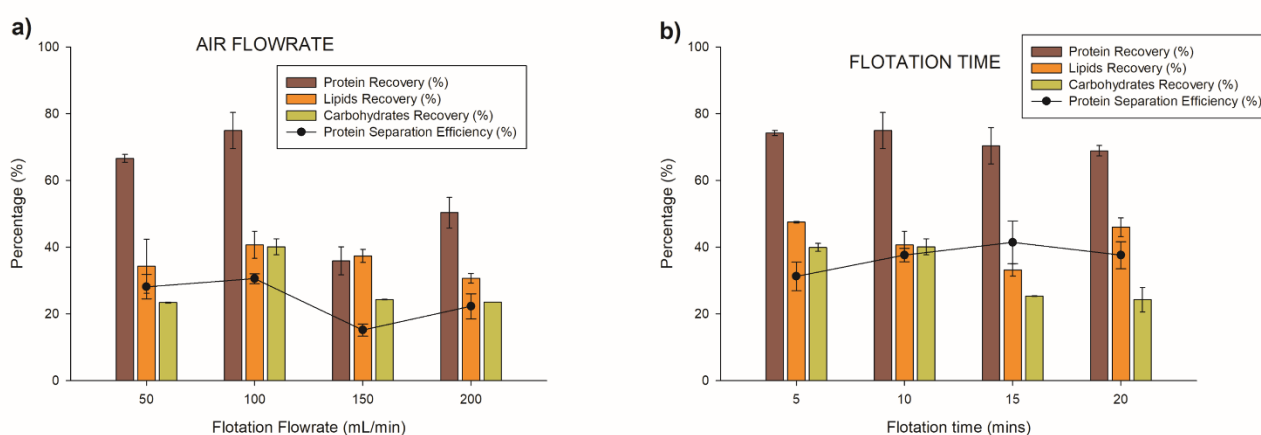 a)
AIR FLOWRATE
Protein Recovery (%)
Lipids Recovery (%)
Carbohydrates Recovery (%)
Protein Separation Efficiency (%)
Percentage (%)
100
80
60
40
20
0
50 100 150 200
Flotation Flowrate (mL/min)
b)
FLOTATION TIME
Protein Recovery (%)
Lipids Recovery (%)
Carbohydrates Recovery (%)
Protein Separation Efficiency (%)
Percentage (%)
100
80
60
40
20
0
5 10 15 20
Flotation time (mins)